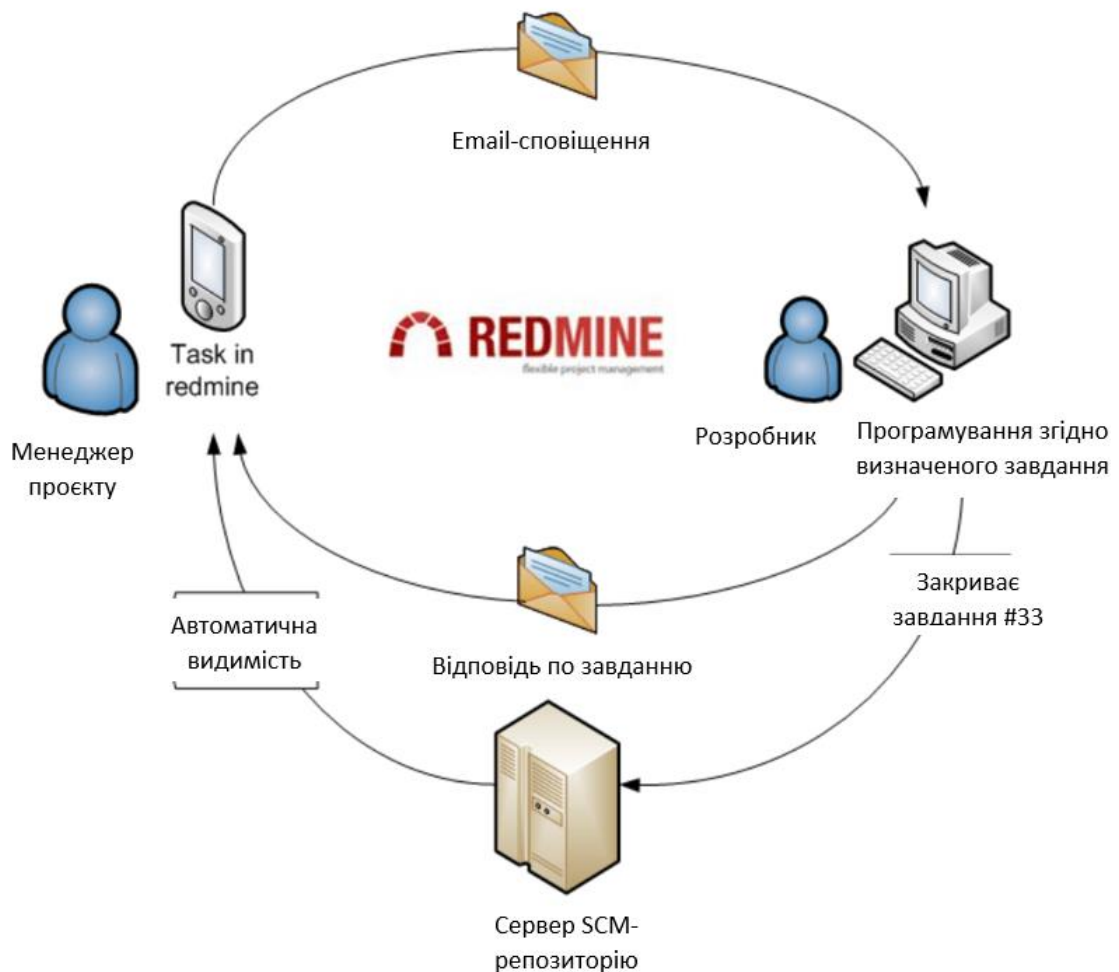 Email-сповіщення
Task in
redmine
REDMINE
flexible project management
Менеджер
проєкту
Розробник
Програмування згідно
визначеного завдання
Автоматична
видимість
Відповідь по завданню
Закриває
завдання #33
Сервер SCM-
репозиторію